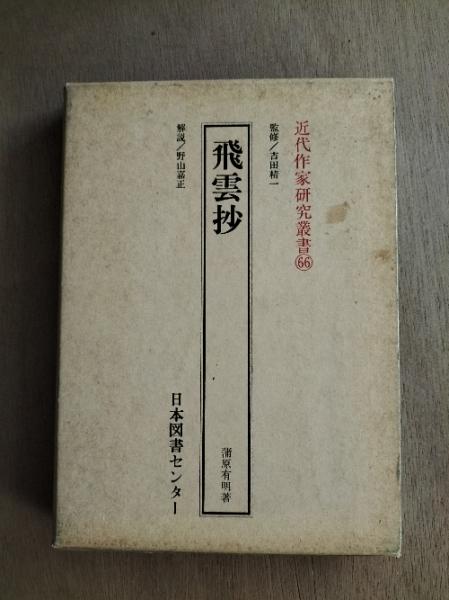 近代作家研究叢書66
監修/吉田精一
飛雲抄
蒲原有明著
解説/野山嘉正
日本図書センター